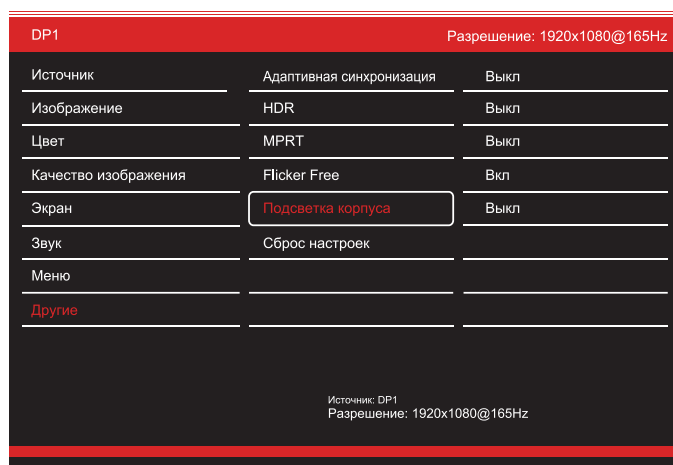 DP1 Разрешение: 1920x1080@165Hz
Источник Адаптивная синхронизация Выкл
Изображение HDR Выкл
Цвет MPRT Выкл
Качество изображения Flicker Free Вкл
Экран Подсветка корпуса Выкл
Звук Сброс настроек
Меню
Другие
Источник: DP1
Разрешение: 1920x1080@165Hz